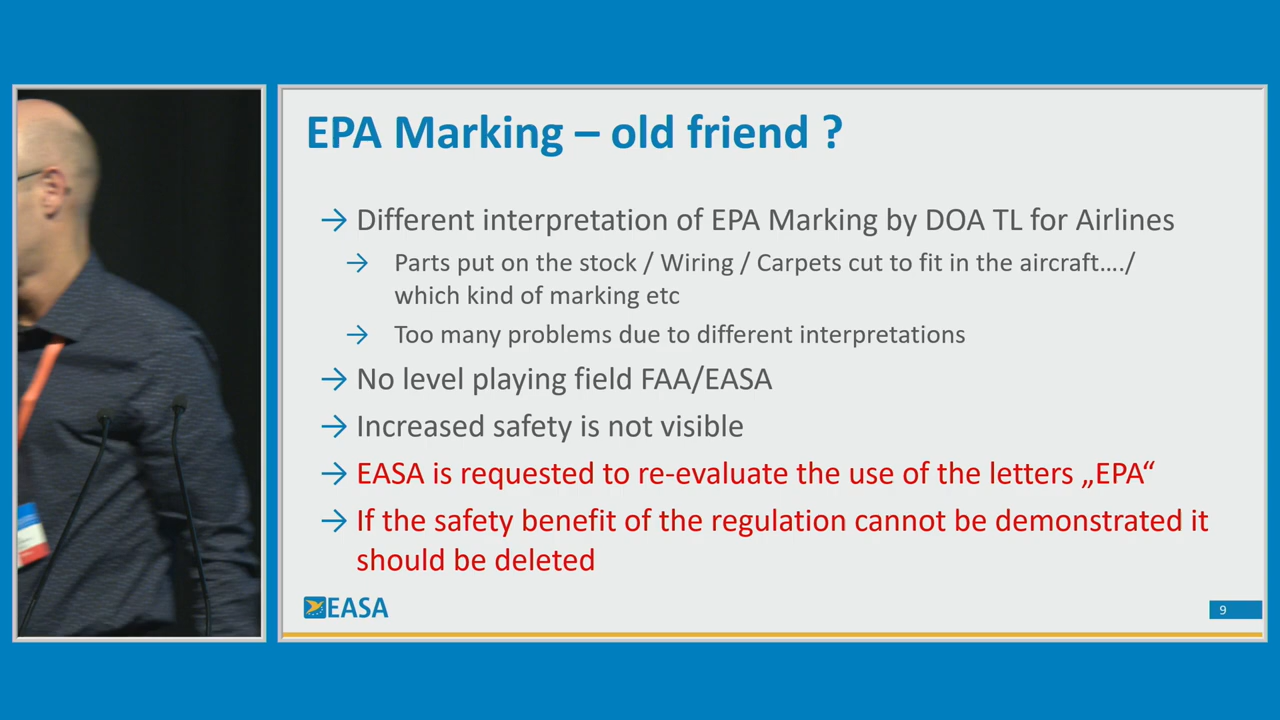 EPA Marking – old friend ?
→ Different interpretation of EPA Marking by DOA TL for Airlines
→ Parts put on the stock / Wiring / Carpets cut to fit in the aircraft…./
which kind of marking etc
→ Too many problems due to different interpretations
→ No level playing field FAA/EASA
→ Increased safety is not visible
→ EASA is requested to re-evaluate the use of the letters „EPA“
→ If the safety benefit of the regulation cannot be demonstrated it
should be deleted
EASA
9